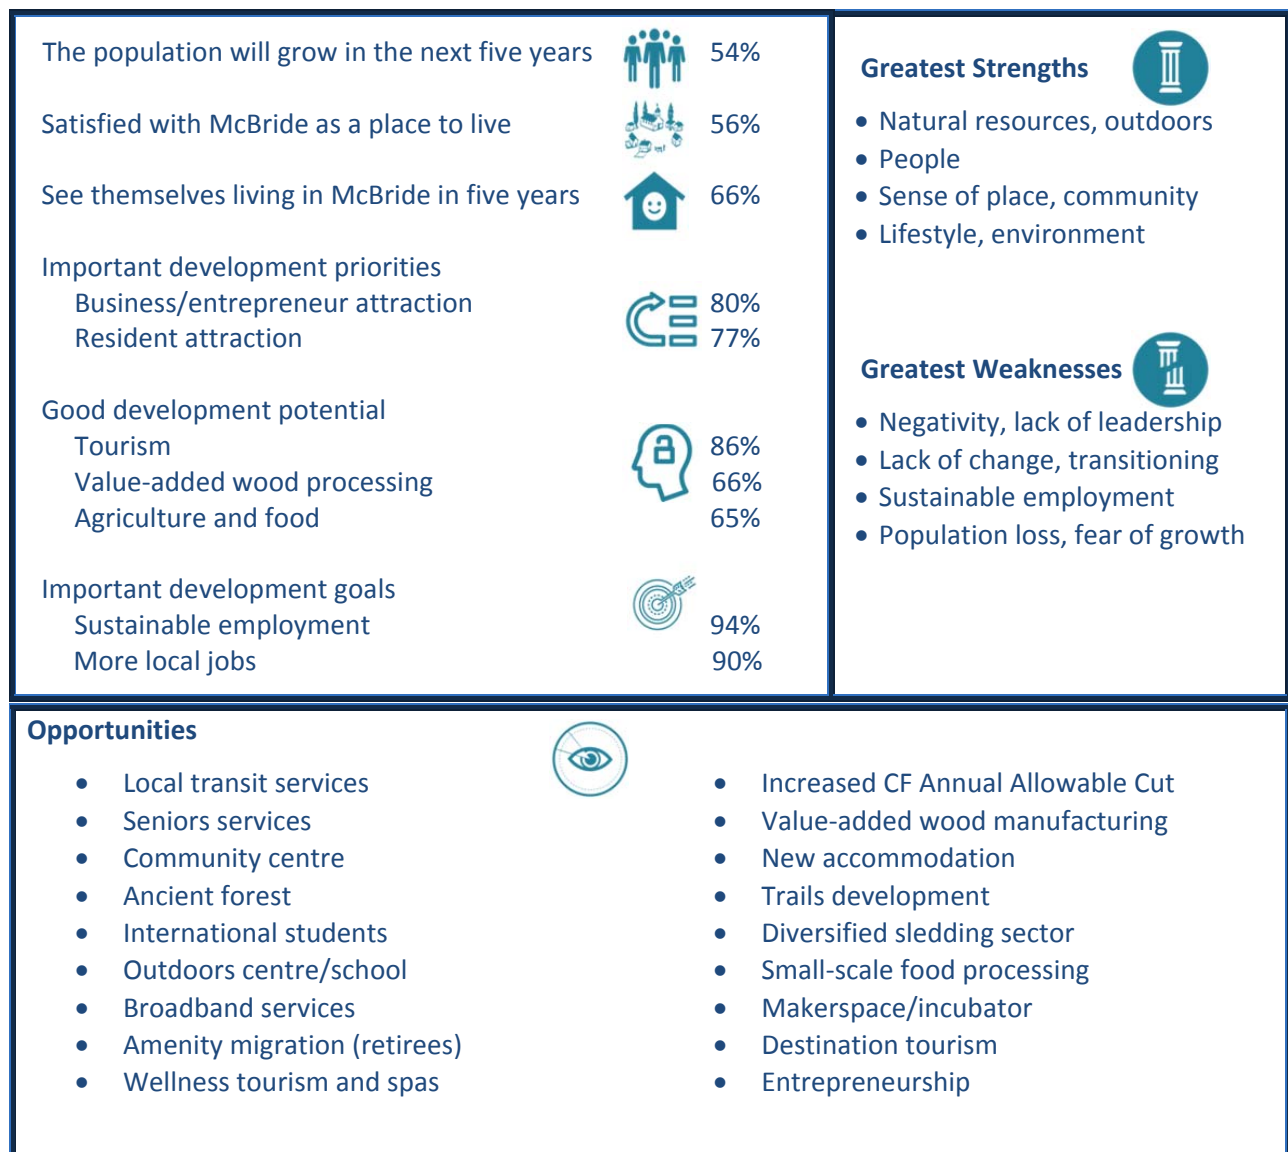 The population will grow in the next five years 54%
Satisfied with McBride as a place to live 56%
See themselves living in McBride in five years 66%
Important development priorities
Business/entrepreneur attraction 80%
Resident attraction 77%
Good development potential
Tourism 86%
Value-added wood processing 66%
Agriculture and food 65%
Important development goals
Sustainable employment 94%
More local jobs 90%
Greatest Strengths
• Natural resources, outdoors
• People
• Sense of place, community
• Lifestyle, environment
Greatest Weaknesses
• Negativity, lack of leadership
• Lack of change, transitioning
• Sustainable employment
• Population loss, fear of growth
Opportunities
• Local transit services
• Seniors services
• Community centre
• Ancient forest
• International students
• Outdoors centre/school
• Broadband services
• Amenity migration (retirees)
• Wellness tourism and spas
• Increased CF Annual Allowable Cut
• Value-added wood manufacturing
• New accommodation
• Trails development
• Diversified sledding sector
• Small-scale food processing
• Makerspace/incubator
• Destination tourism
• Entrepreneurship